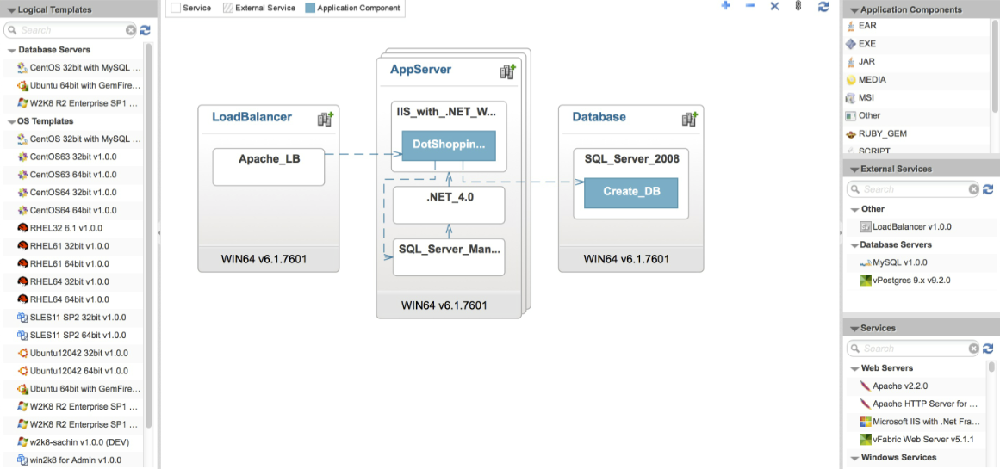 Logical Templates
Search
Database Servers
CentOS 32bit with MySQL ...
Ubuntu 64bit with GemFire...
W2K8 R2 Enterprise SP1 ...
OS Templates
CentOS 32bit with MySQL ...
CentOS63 32bit v1.0.0
CentOS63 64bit v1.0.0
CentOS64 32bit v1.0.0
CentOS64 64bit v1.0.0
RHEL32 6.1 v1.0.0
RHEL61 32bit v1.0.0
RHEL61 64bit v1.0.0
RHEL64 32bit v1.0.0
RHEL64 64bit v1.0.0
SLES11 SP2 32bit v1.0.0
SLES11 SP2 64bit v1.0.0
Ubuntu12042 32bit v1.0.0
Ubuntu12042 64bit v1.0.0
Ubuntu 64bit with GemFire...
W2K8 R2 Enterprise SP1 ...
W2K8 R2 Enterprise SP1 ...
w2k8-sachin v1.0.0 (DEV)
win2k8 for Admin v1.0.0
Service
External Service
Application Component
LoadBalancer
Apache_LB
WIN64 v6.1.7601
AppServer
IIS_with_.NET_W...
DotShoppin...
.NET_4.0
SQL_Server_Man...
WIN64 v6.1.7601
Database
SQL_Server_2008
Create_DB
WIN64 v6.1.7601
Application Components
EAR
EXE
JAR
MEDIA
MSI
Other
RUBY_GEM
SCRIPT
External Services
Search
Other
LoadBalancer v1.0.0
Database Servers
MySQL v1.0.0
vPostgres 9.x v9.2.0
Services
Search
Web Servers
Apache v2.2.0
Apache HTTP Server for ...
Microsoft IIS with .Net Fra...
vFabric Web Server v5.1.1
Windows Services